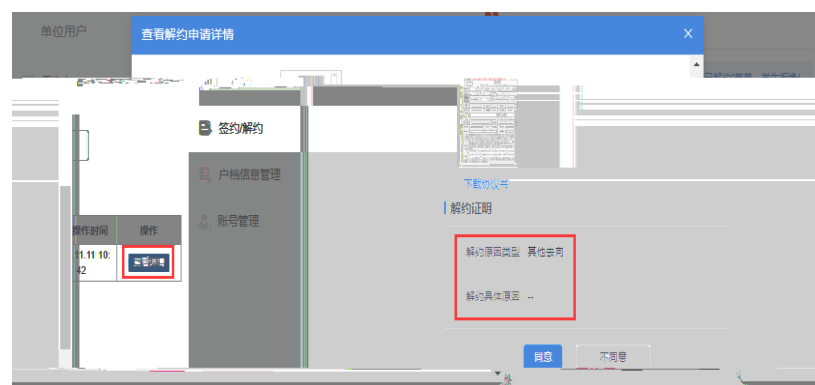 单位用户
查看解约申请详情
X
签约/解约
户档信息管理
账号管理
下载协议书
解约证明
操作时间 操作
11.11 10:
42
查看详情
解约原因类型 其他去向
解约具体原因 --
同意 不同意